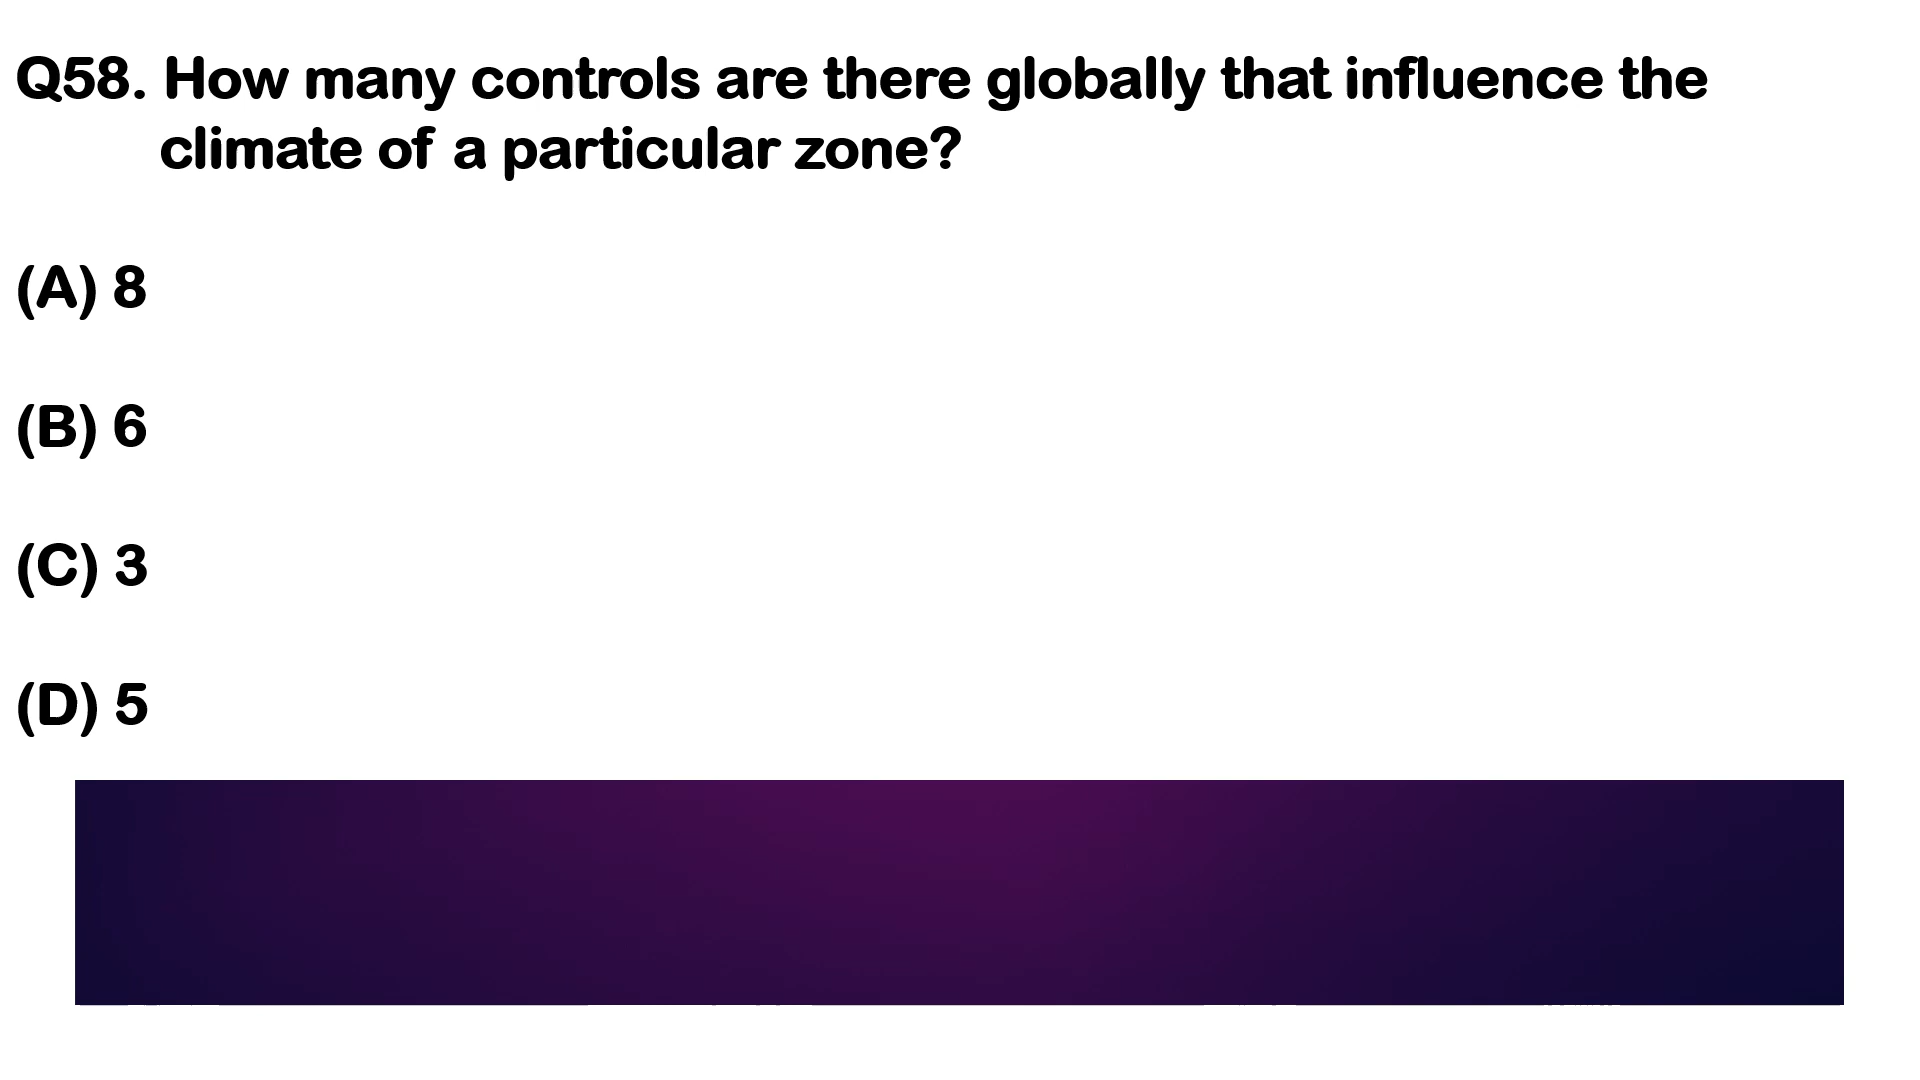 Q58. How many controls are there globally that influence the
climate of a particular zone?
(A) 8
(B) 6
(C) 3
(D) 5